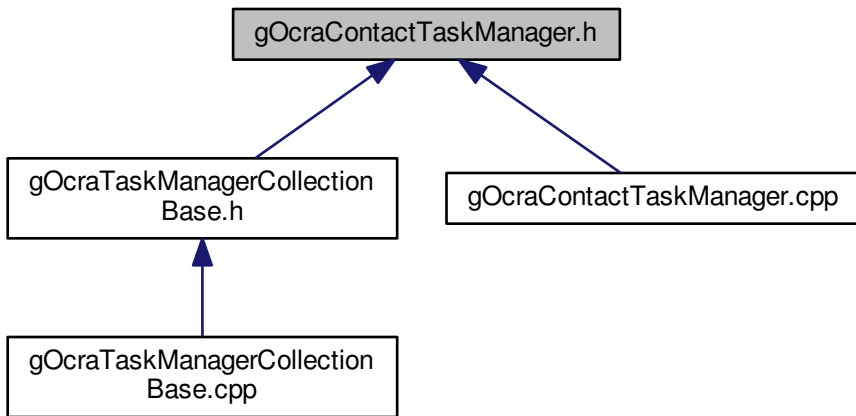 gOcraContactTaskManager.h
gOcraTaskManagerCollection
Base.h
gOcraContactTaskManager.cpp
gOcraTaskManagerCollection
Base.cpp